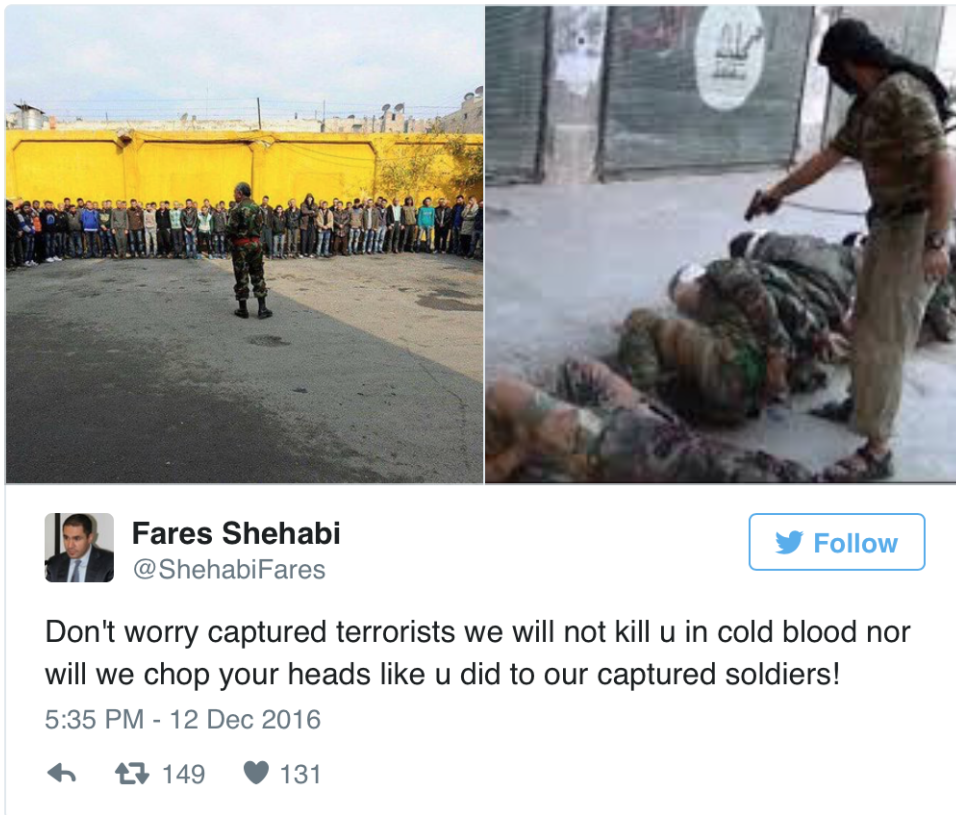 Fares Shehabi
Follow
@ShehabiFares
Don't worry captured terrorists we will not kill u in cold blood nor
will we chop your heads like u did to our captured soldiers!
5:35 PM - 12 Dec 2016
149 131